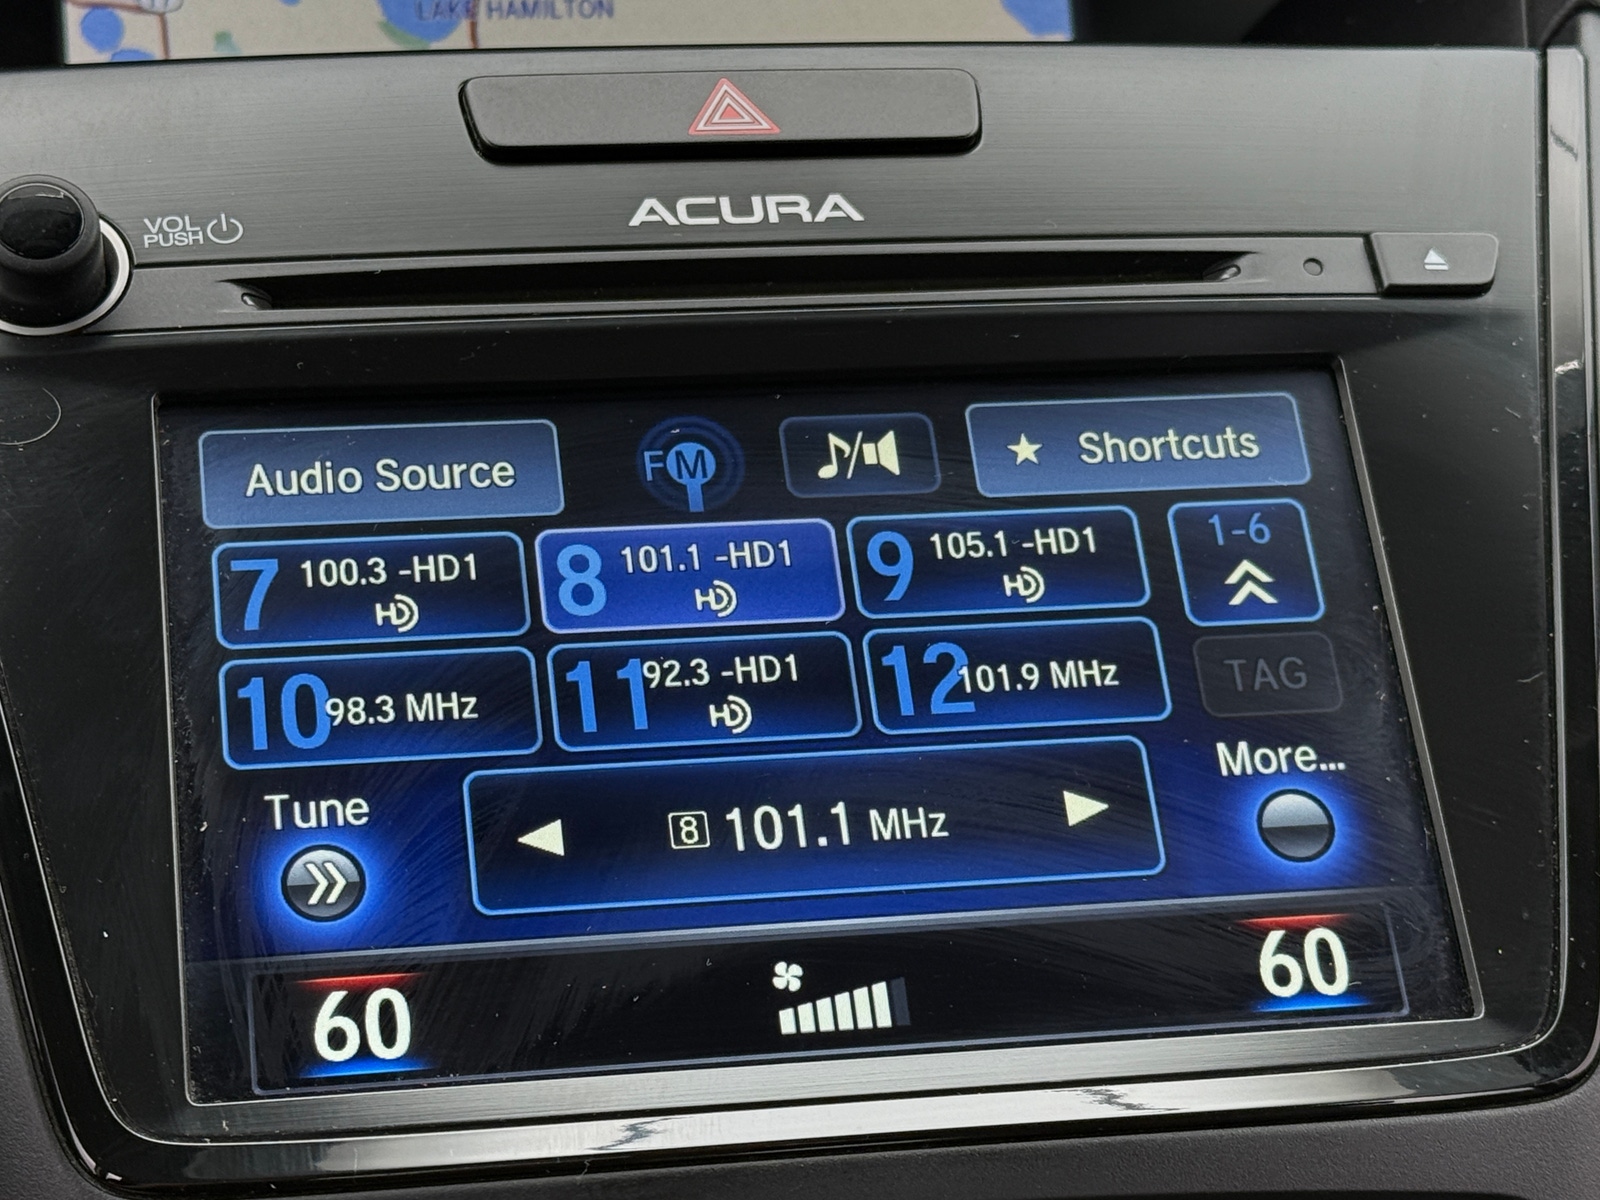 LAKE HAMILTON
ACURA
VOL
PUSH
Audio Source
FM
Shortcuts
7 100.3 -HD1
HD
8 101.1 -HD1
HD
9 105.1 -HD1
HD
1-6
10 98.3 MHz
11 92.3 -HD1
HD
12 101.9 MHz
TAG
Tune
8 101.1 MHz
More...
60
60